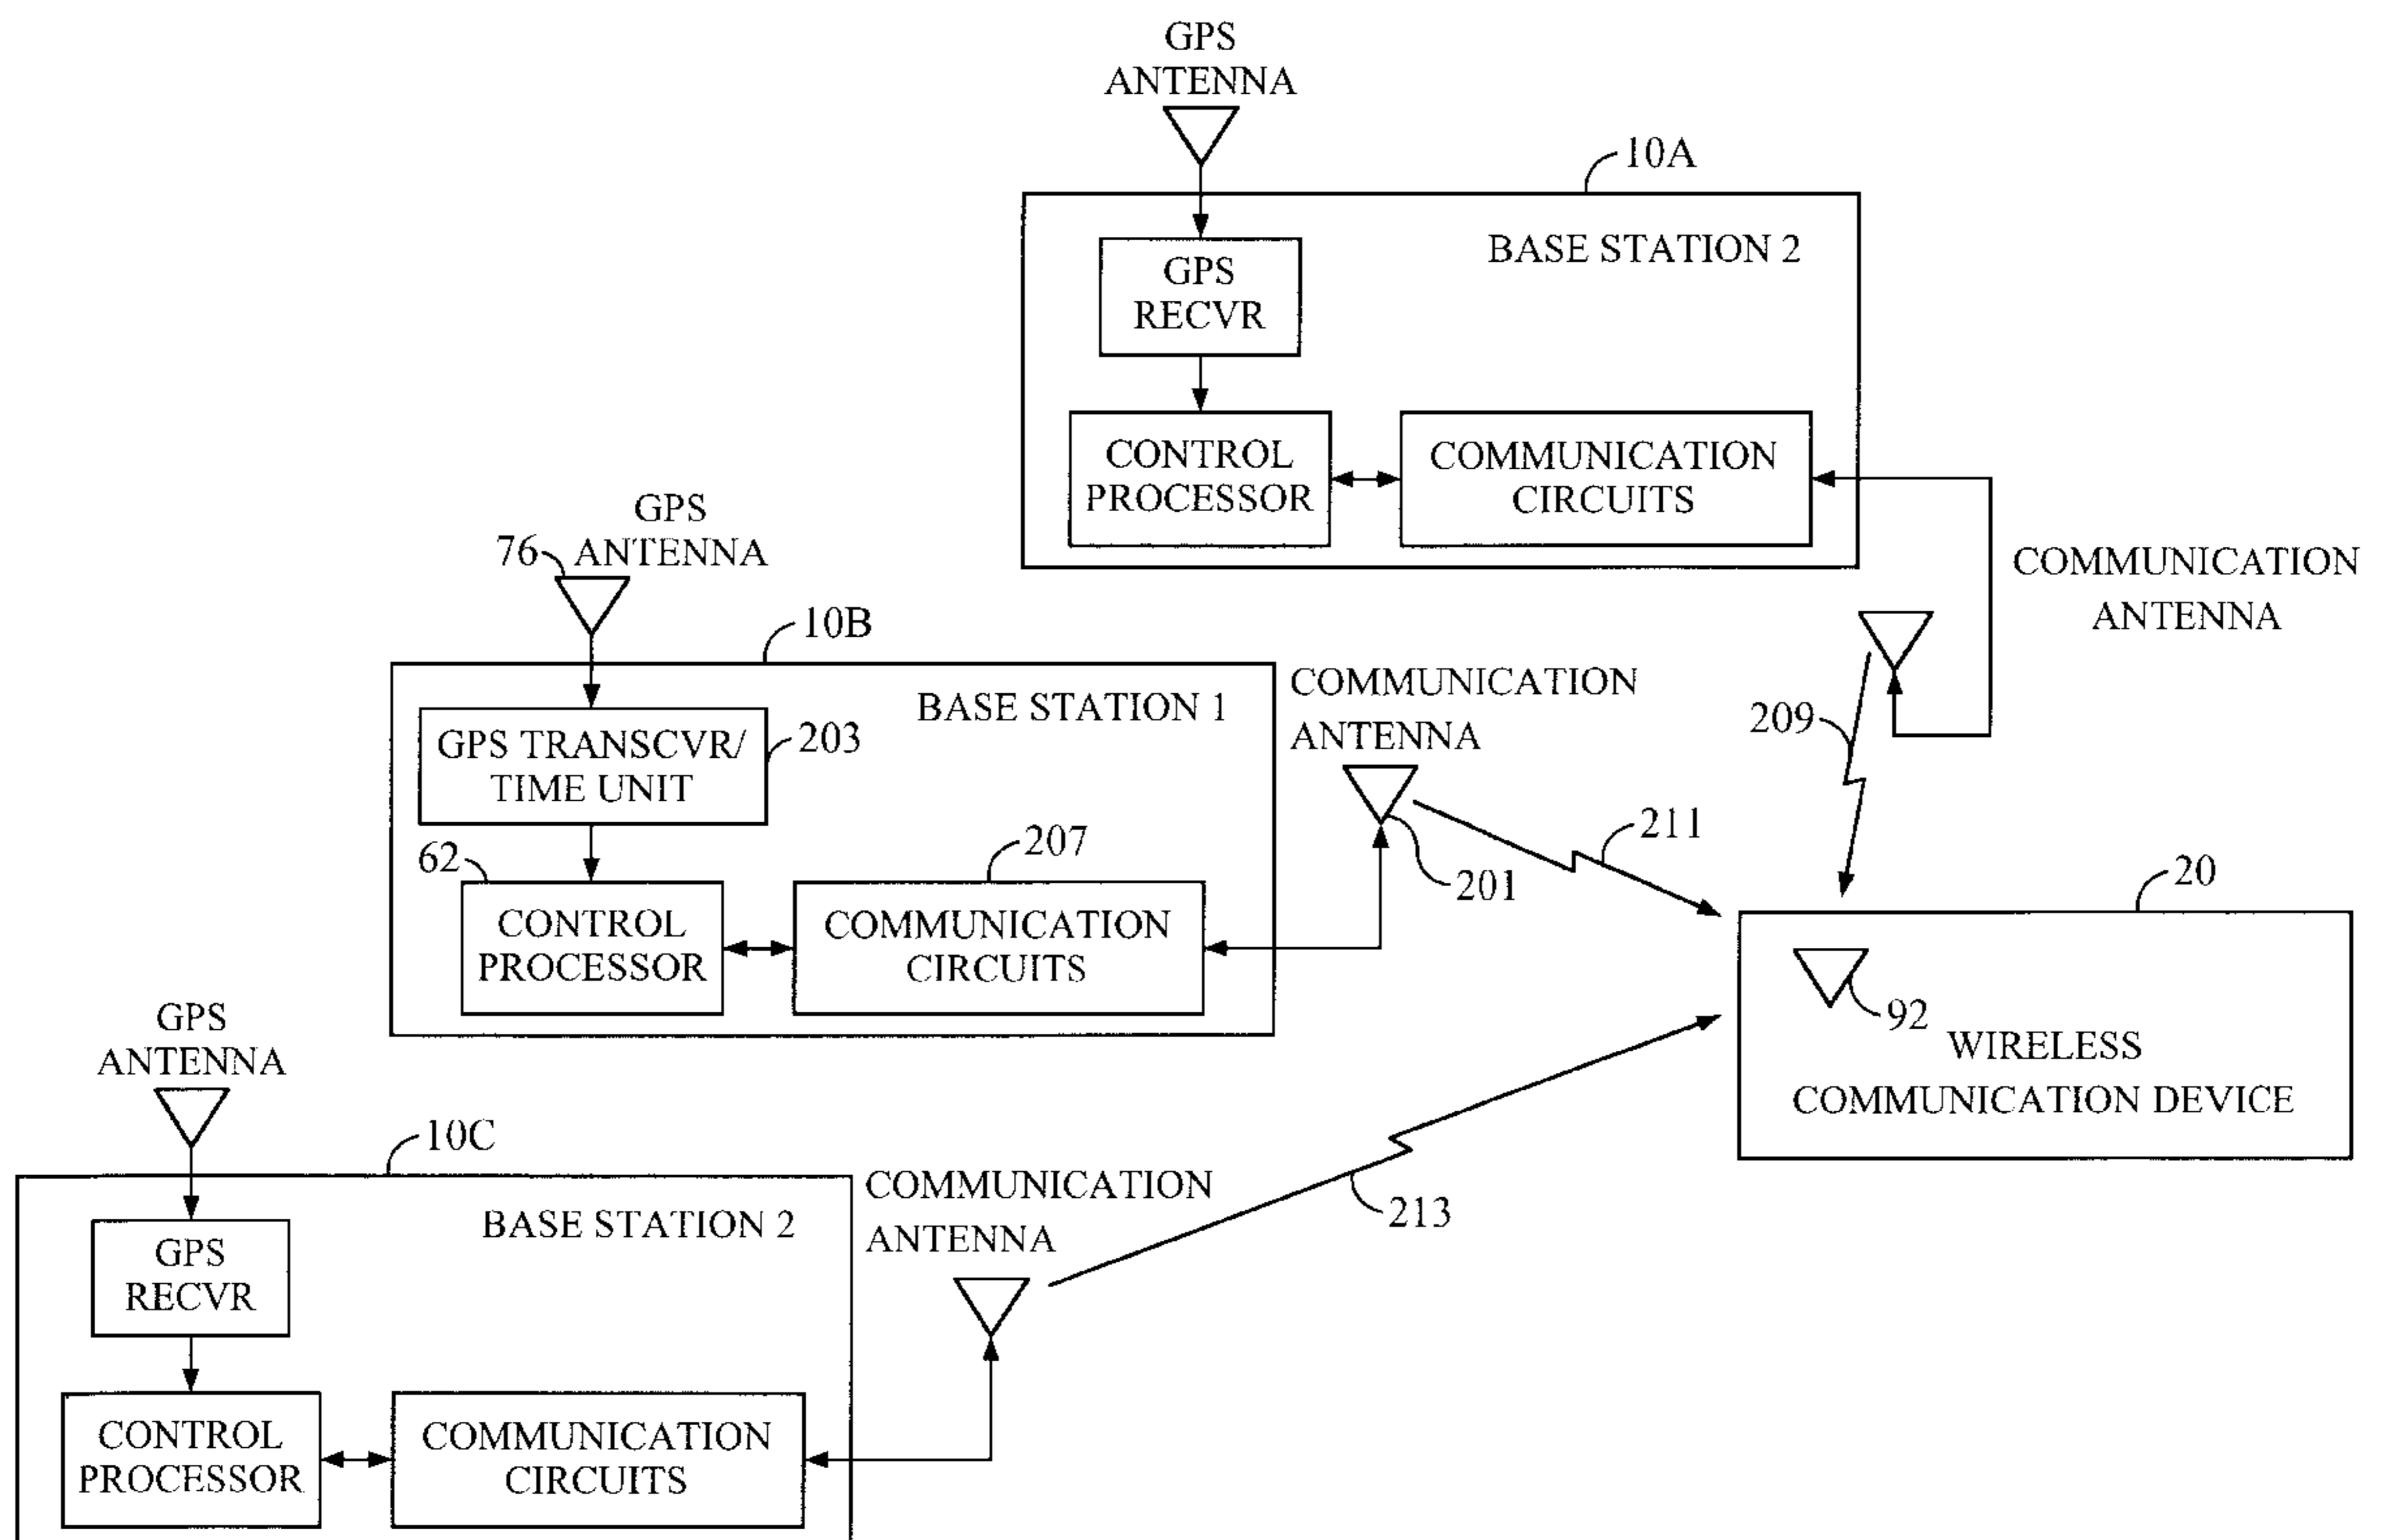 GPS
ANTENNA
10A
BASE STATION 2
GPS
RECVR
CONTROL
PROCESSOR
COMMUNICATION
CIRCUITS
COMMUNICATION
ANTENNA
209
GPS
ANTENNA
76
10B
BASE STATION 1
GPS TRANSCVR/
TIME UNIT
203
62
CONTROL
PROCESSOR
207
COMMUNICATION
CIRCUITS
COMMUNICATION
ANTENNA
201
211
20
92
WIRELESS
COMMUNICATION DEVICE
GPS
ANTENNA
10C
BASE STATION 2
GPS
RECVR
CONTROL
PROCESSOR
COMMUNICATION
CIRCUITS
COMMUNICATION
ANTENNA
213